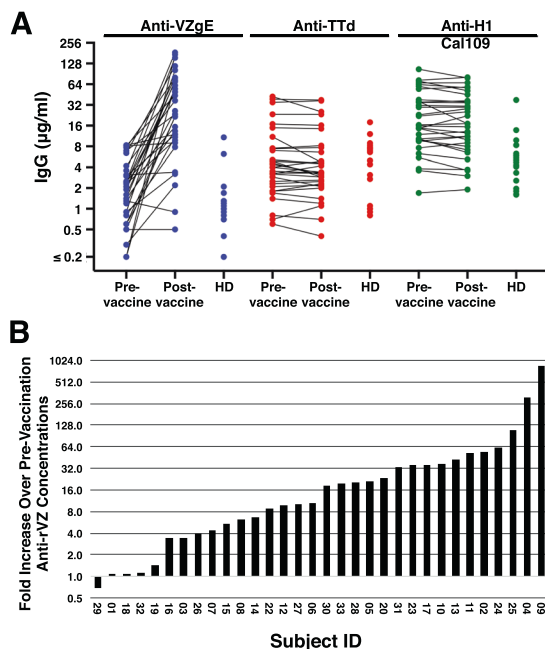 A
Anti-VZgE Anti-TTd Anti-H1
Cal109
IgG (µg/ml)
256
128
64
32
16
8
4
2
1
0.5
≤ 0.2
Pre- Post- HD Pre- Post- HD Pre- Post- HD
vaccine vaccine vaccine vaccine vaccine vaccine
B
Fold Increase Over Pre-Vaccination
Anti-rVZ Concentrations
1024.0
512.0
256.0
128.0
64.0
32.0
16.0
8.0
4.0
2.0
1.0
0.5
29 01 18 32 19 16 03 26 07 15 08 14 22 12 27 06 30 33 28 05 20 31 23 17 10 13 11 02 24 25 04 09
Subject ID